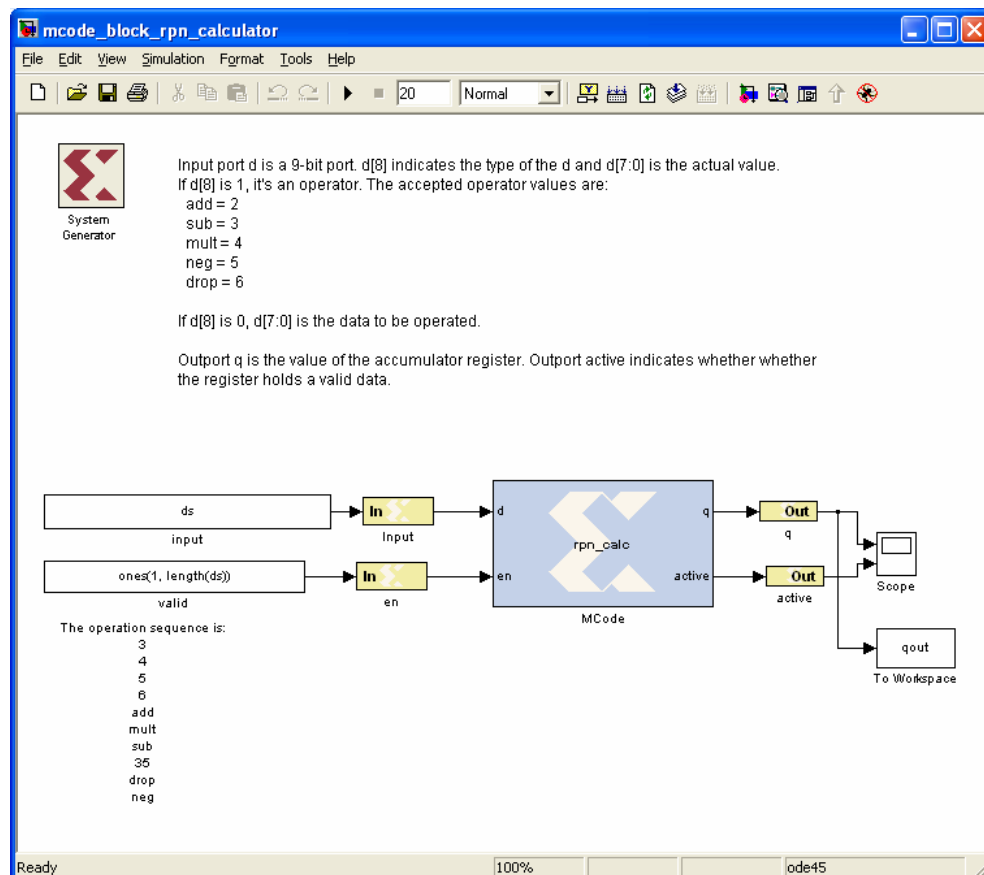 mcode_block_rpn_calculator
File Edit View Simulation Format Tools Help
20 Normal
Input port d is a 9-bit port. d[8] indicates the type of the d and d[7:0] is the actual value.
If d[8] is 1, it's an operator. The accepted operator values are:
add = 2
sub = 3
mult = 4
neg = 5
drop = 6
System
Generator
If d[8] is 0, d[7:0] is the data to be operated.
Outport q is the value of the accumulator register. Outport active indicates whether whether
the register holds a valid data.
ds
input
In
Input
d
q
rpn_calc
en
active
MCode
Out
q
Scope
ones(1, length(ds))
valid
In
en
Out
active
qout
To Workspace
The operation sequence is:
3
4
5
6
add
mult
sub
35
drop
neg
Ready 100% ode45